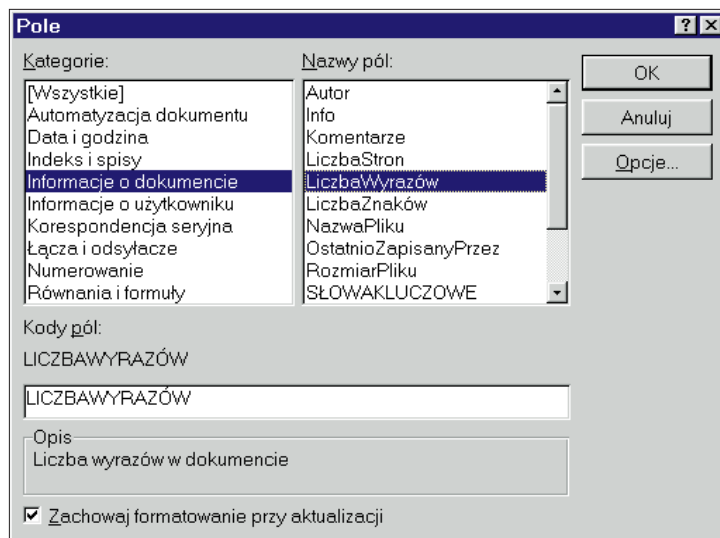 Pole
Kategorie:
[Wszystkie]
Automatyzacja dokumentu
Data i godzina
Indeks i spisy
Informacje o dokumencie
Informacje o użytkowniku
Korespondencja seryjna
Łącza i odsyłacze
Numerowanie
Równania i formuły
Nazwy pól:
Autor
Info
Komentarze
LiczbaStron
LiczbaWyrazów
LiczbaZnaków
NazwaPliku
OstatnioZapisanyPrzez
RozmiarPliku
SŁOWAKLUCZOWE
OK
Anuluj
Opcje...
Kody pól:
LICZBAWYRAZÓW
LICZBAWYRAZÓW
Opis
Liczba wyrazów w dokumencie
Zachowaj formatowanie przy aktualizacji